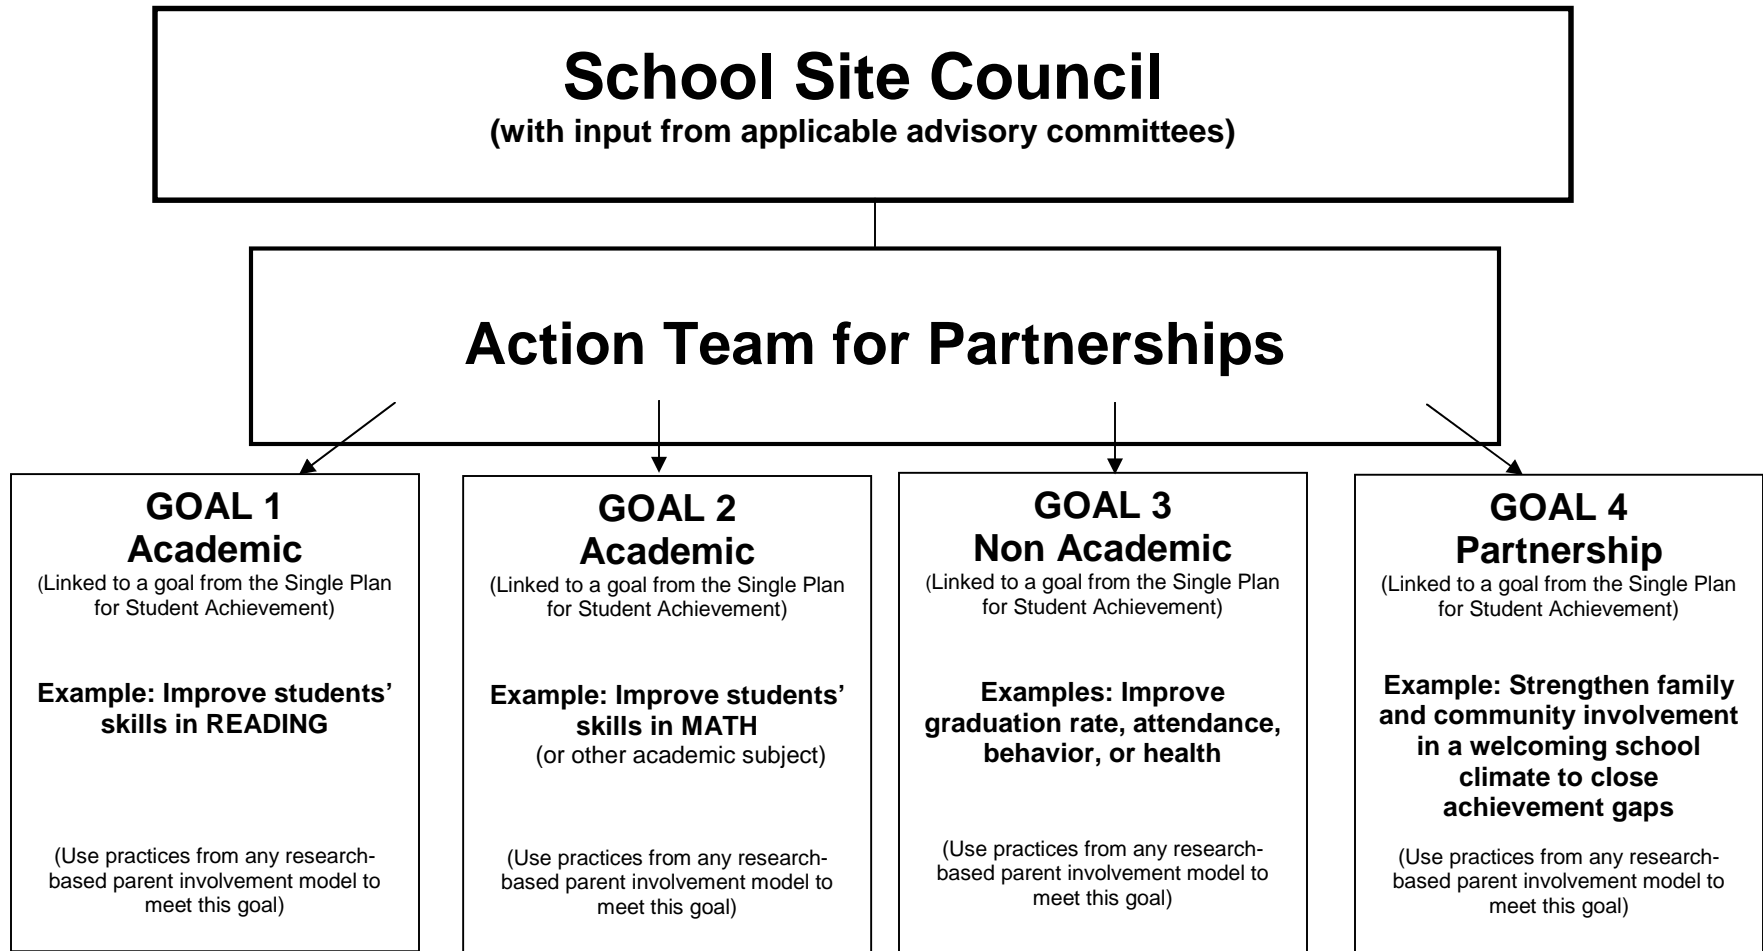 School Site Council
(with input from applicable advisory committees)
Action Team for Partnerships
GOAL 1
Academic
(Linked to a goal from the Single Plan
for Student Achievement)
Example: Improve students’
skills in READING
(Use practices from any research-
based parent involvement model to
meet this goal)
GOAL 2
Academic
(Linked to a goal from the Single Plan
for Student Achievement)
Example: Improve students’
skills in MATH
(or other academic subject)
(Use practices from any research-
based parent involvement model to
meet this goal)
GOAL 3
Non Academic
(Linked to a goal from the Single Plan
for Student Achievement)
Examples: Improve
graduation rate, attendance,
behavior, or health
(Use practices from any research-
based parent involvement model to
meet this goal)
GOAL 4
Partnership
(Linked to a goal from the Single Plan
for Student Achievement)
Example: Strengthen family
and community involvement
in a welcoming school
climate to close
achievement gaps
(Use practices from any research-
based parent involvement model to
meet this goal)